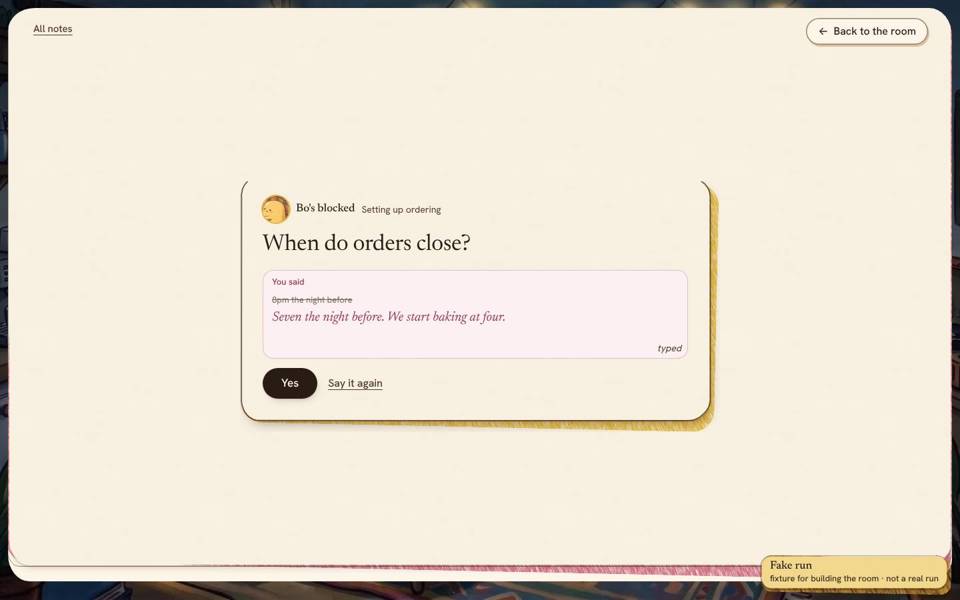 All notes
← Back to the room
Bo's blocked Setting up ordering
When do orders close?
You said
8pm the night before
Seven the night before. We start baking at four.
typed
Yes Say it again
Fake run
fixture for building the room · not a real run